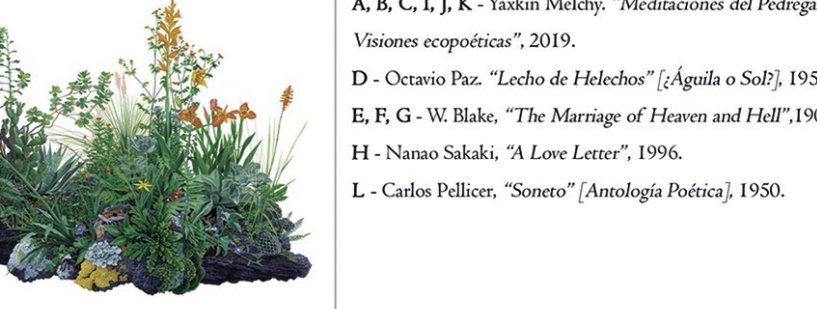 A, B, C, I, J, K - Yaxkin Melchy. "Meditaciones del
Visiones ecopoéticas", 2019.
D - Octavio Paz. "Lecho de Helechos" [¿Águila o Sol?],
E, F, G - W. Blake, "The Marriage of Heaven and Hell",
H - Nanao Sakaki, "A Love Letter", 1996.
L - Carlos Pellicer, "Soneto" [Antología Poética], 1950.